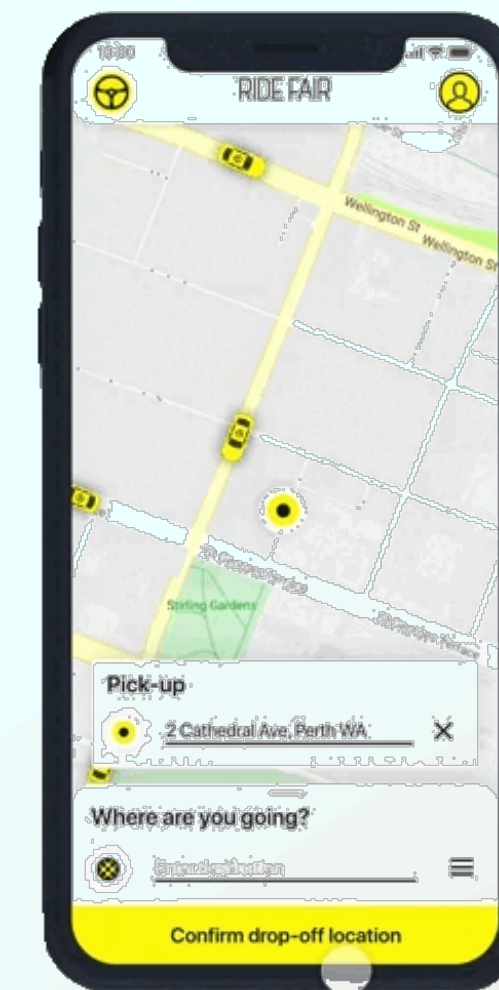 RIDE FAIR
Wellington St
Wellington St
Stirling Gardens
Pick-up
2 Cathedral Ave, Perth WA
Where are you going?
Confirm drop-off location